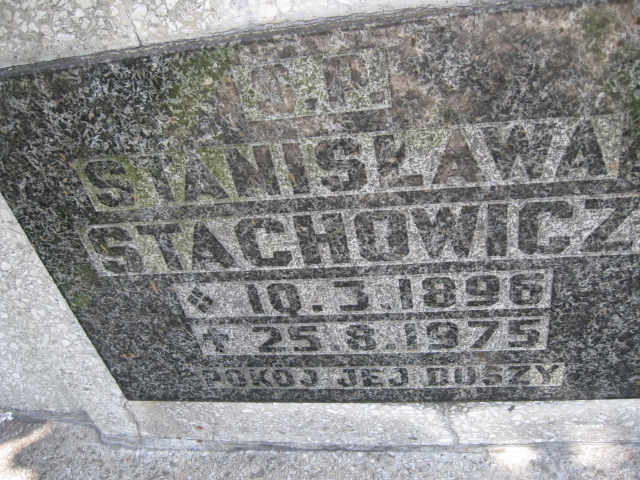 Ś.P.
STANISŁAWA
STACHOWICZ
10.3.1896
✝ 25.8.1975
POKÓJ JEJ DUSZY